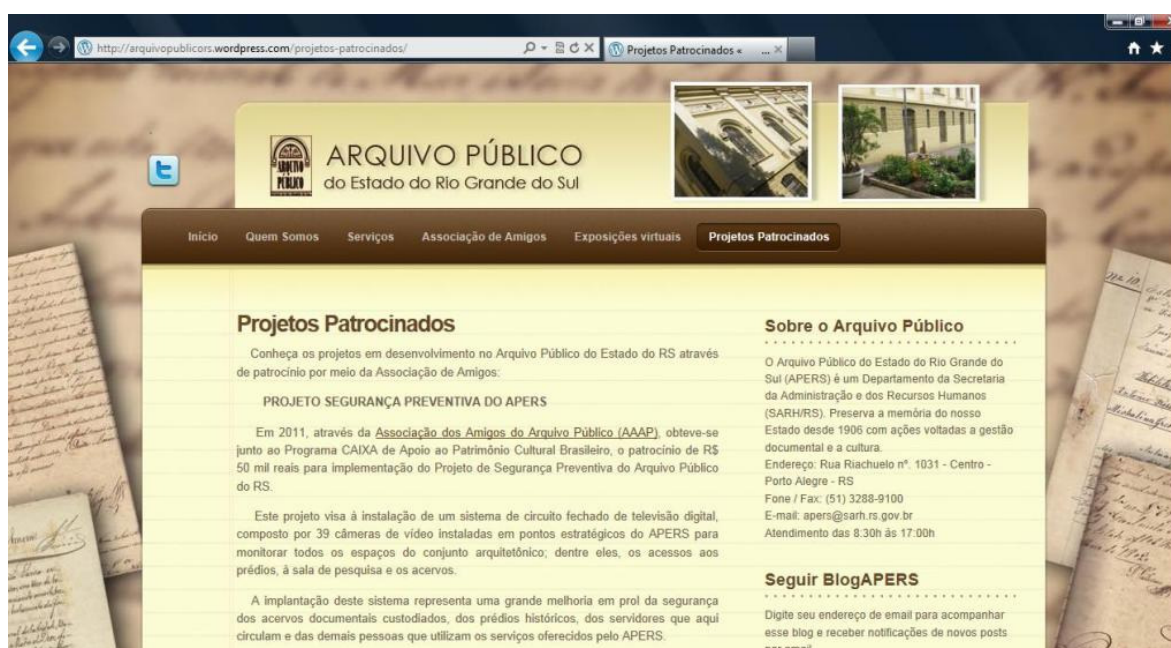 http://arquivopublicors.wordpress.com/projetos-patrocinados/
Projetos Patrocinados « ...
ARQUIVO PÚBLICO
ARQUIVO PÚBLICO
do Estado do Rio Grande do Sul
Início Quem Somos Serviços Associação de Amigos Exposições virtuais Projetos Patrocinados
Projetos Patrocinados
Conheça os projetos em desenvolvimento no Arquivo Público do Estado do RS através
de patrocínio por meio da Associação de Amigos:
PROJETO SEGURANÇA PREVENTIVA DO APERS
Em 2011, através da Associação dos Amigos do Arquivo Público (AAAP), obteve-se
junto ao Programa CAIXA de Apoio ao Patrimônio Cultural Brasileiro, o patrocínio de R$
50 mil reais para implementação do Projeto de Segurança Preventiva do Arquivo Público
do RS.
Este projeto visa à instalação de um sistema de circuito fechado de televisão digital,
composto por 39 câmeras de vídeo instaladas em pontos estratégicos do APERS para
monitorar todos os espaços do conjunto arquitetônico; dentre eles, os acessos aos
prédios, à sala de pesquisa e os acervos.
A implantação deste sistema representa uma grande melhoria em prol da segurança
dos acervos documentais custodiados, dos prédios históricos, dos servidores que aqui
circulam e das demais pessoas que utilizam os serviços oferecidos pelo APERS.
Sobre o Arquivo Público
O Arquivo Público do Estado do Rio Grande do
Sul (APERS) é um Departamento da Secretaria
da Administração e dos Recursos Humanos
(SARH/RS). Preserva a memória do nosso
Estado desde 1906 com ações voltadas a gestão
documental e a cultura.
Endereço: Rua Riachuelo nº. 1031 - Centro -
Porto Alegre - RS
Fone / Fax: (51) 3288-9100
E-mail: apers@sarh.rs.gov.br
Atendimento das 8:30h às 17:00h
Seguir BlogAPERS
Digite seu endereço de email para acompanhar
esse blog e receber notificações de novos posts
por email